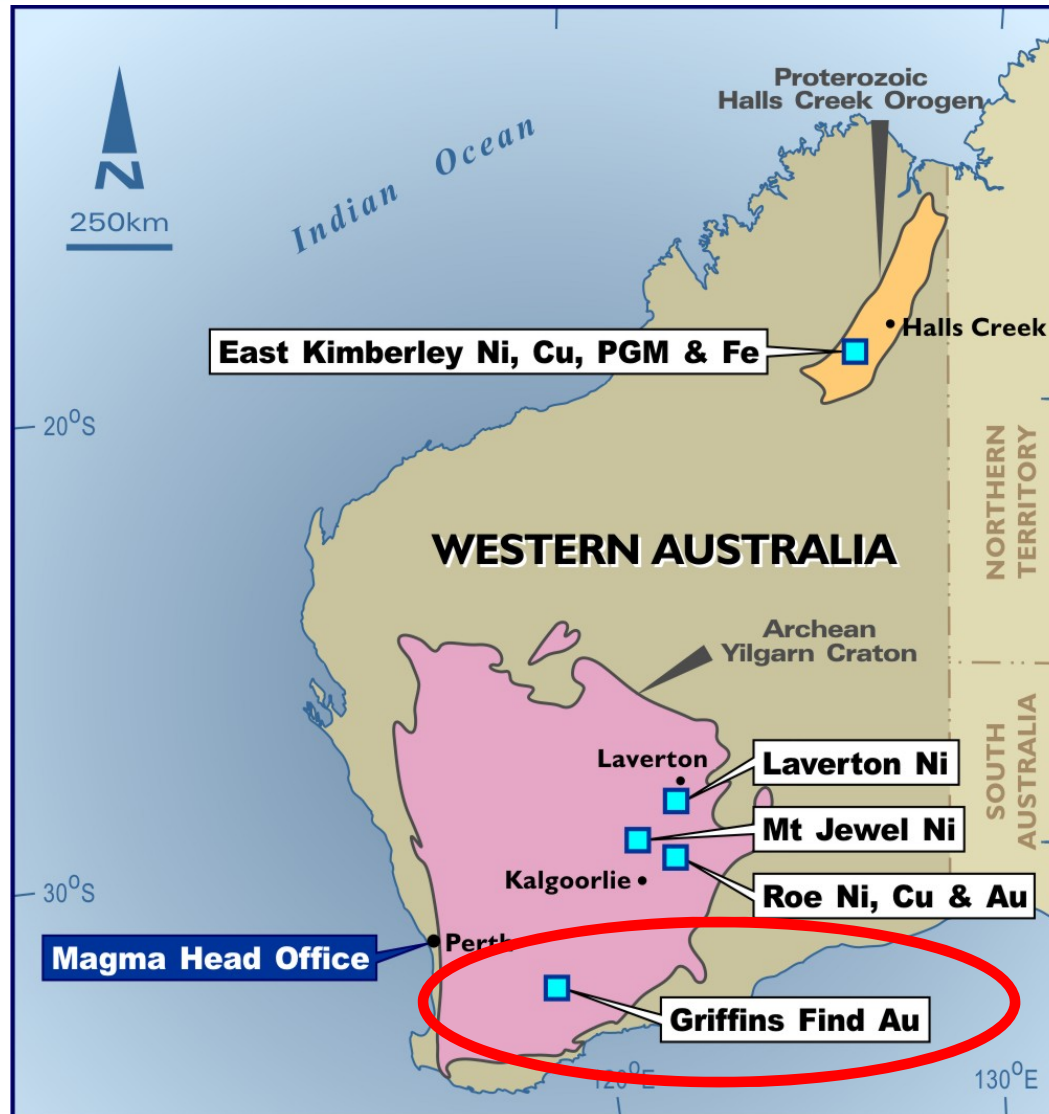 Proterozoic
Halls Creek Orogen
N
250km
Indian Ocean
Halls Creek
East Kimberley Ni, Cu, PGM & Fe
20°S
NORTHERN
TERRITORY
WESTERN AUSTRALIA
Archean
Yilgarn Craton
SOUTH
AUSTRALIA
Laverton
Laverton Ni
Mt Jewel Ni
Kalgoorlie
Roe Ni, Cu & Au
30°S
Perth
Magma Head Office
Griffins Find Au
120°E
130°E